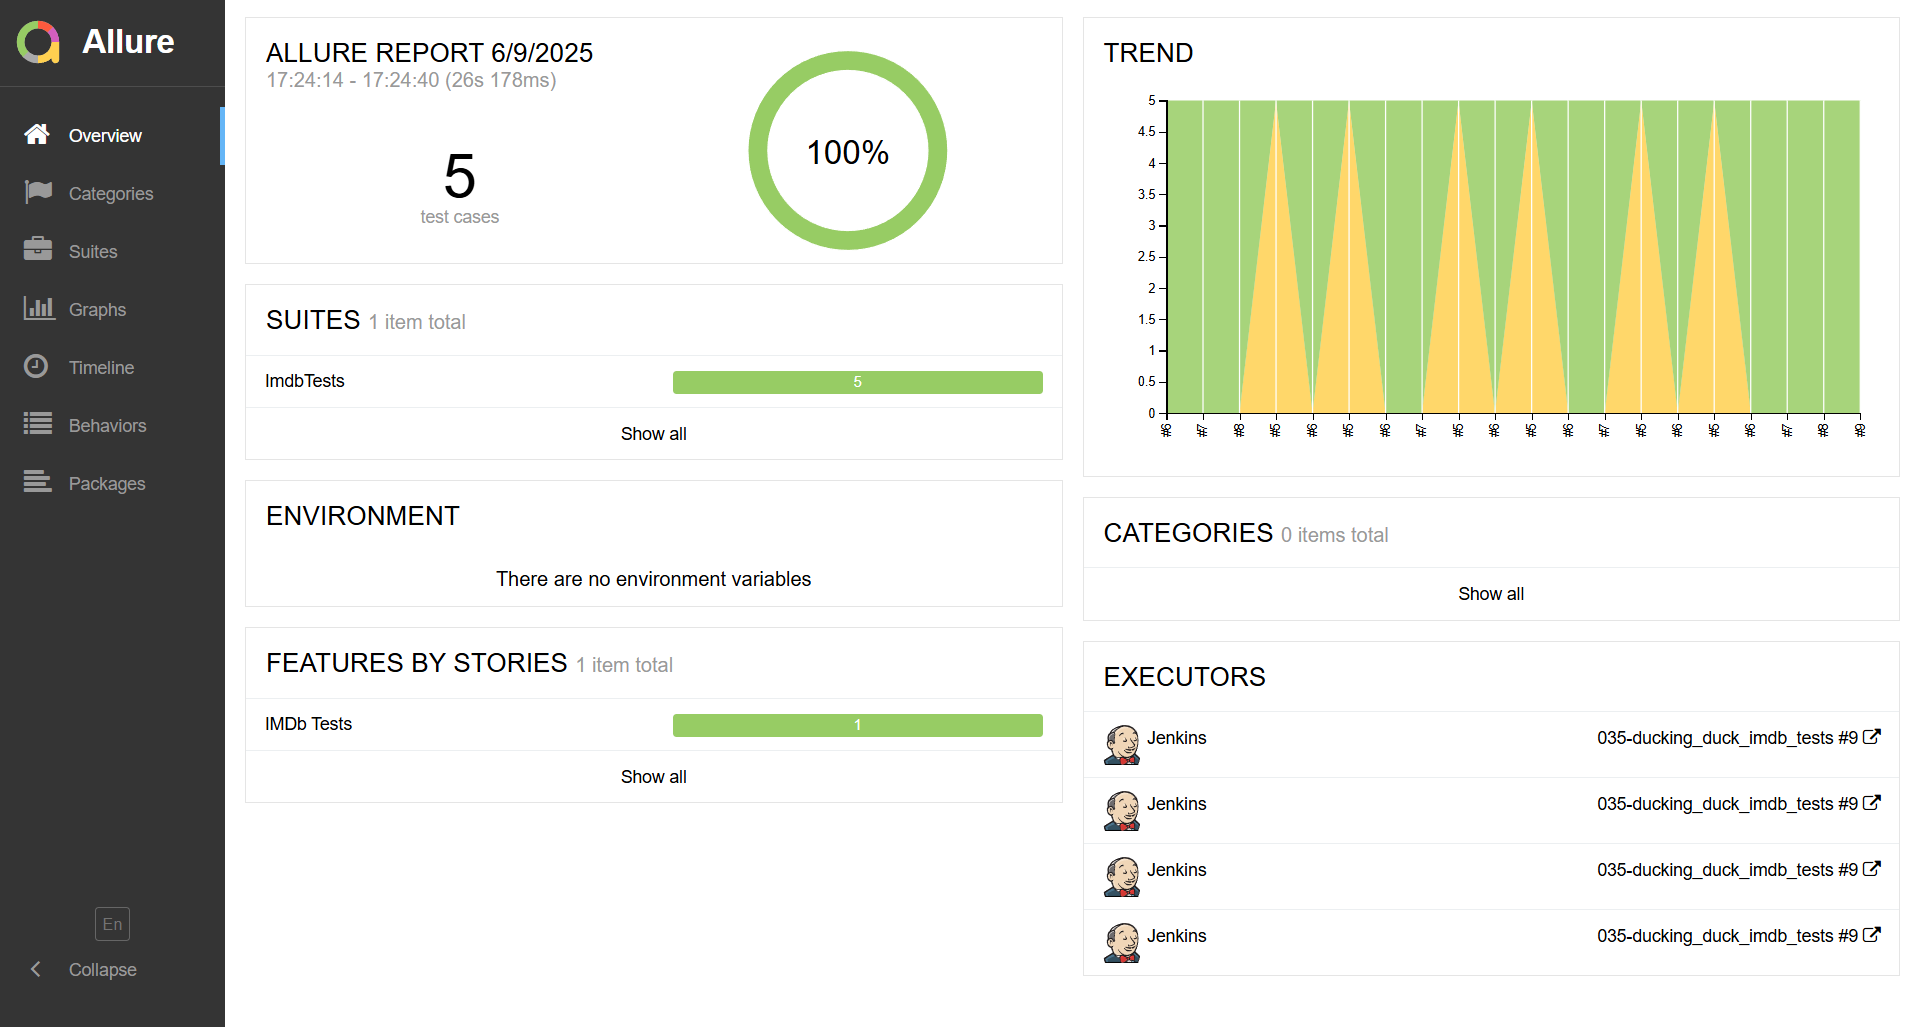 Allure
Overview
Categories
Suites
Graphs
Timeline
Behaviors
Packages
En
Collapse
ALLURE REPORT 6/9/2025
17:24:14 - 17:24:40 (26s 178ms)
5
test cases
100%
SUITES 1 item total
ImdbTests 5
Show all
ENVIRONMENT
There are no environment variables
FEATURES BY STORIES 1 item total
IMDb Tests 1
Show all
TREND
5
4.5
4
3.5
3
2.5
2
1.5
1
0.5
0
#6 #7 #8 #5 #6 #5 #6 #7 #5 #6 #5 #6 #7 #5 #6 #5 #6 #7 #8 #9
CATEGORIES 0 items total
Show all
EXECUTORS
Jenkins 035-ducking_duck_imdb_tests #9
Jenkins 035-ducking_duck_imdb_tests #9
Jenkins 035-ducking_duck_imdb_tests #9
Jenkins 035-ducking_duck_imdb_tests #9